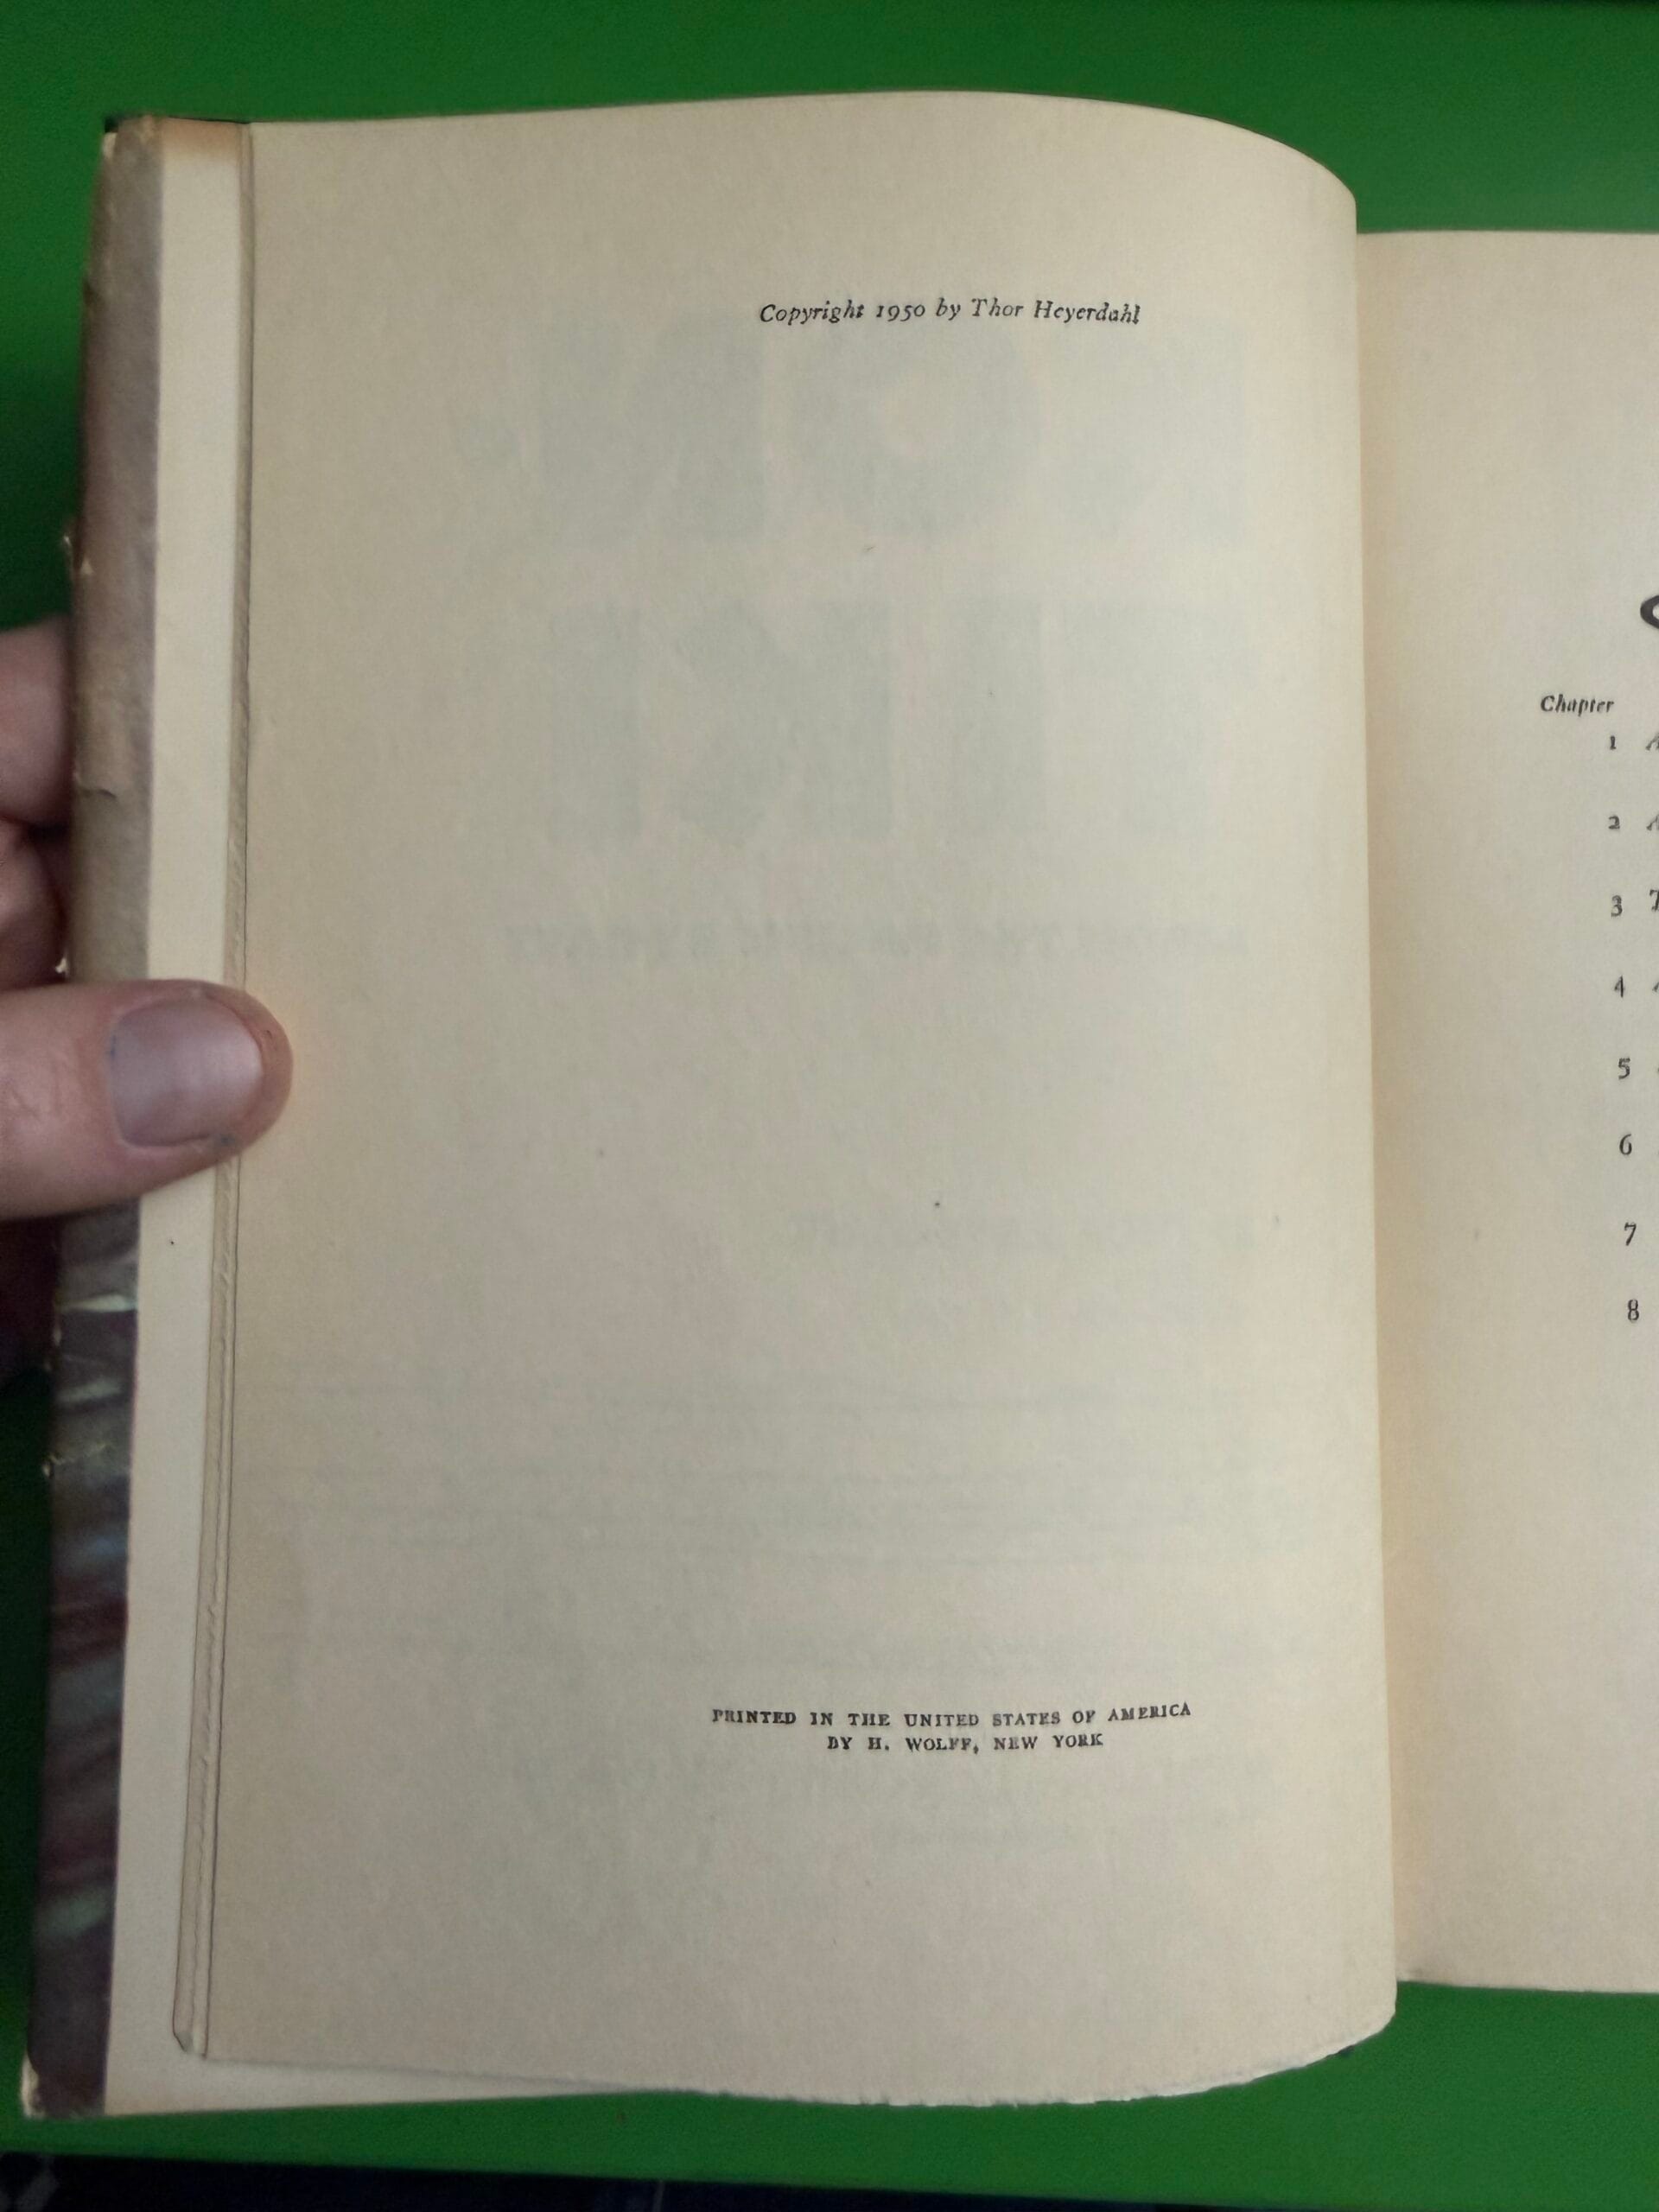 Copyright 1950 by Thor Heyerdahl
PRINTED IN THE UNITED STATES OF AMERICA
BY H. WOLFF, NEW YORK
Chapter
1 A
2 A
3 T
4
5
6
7
8